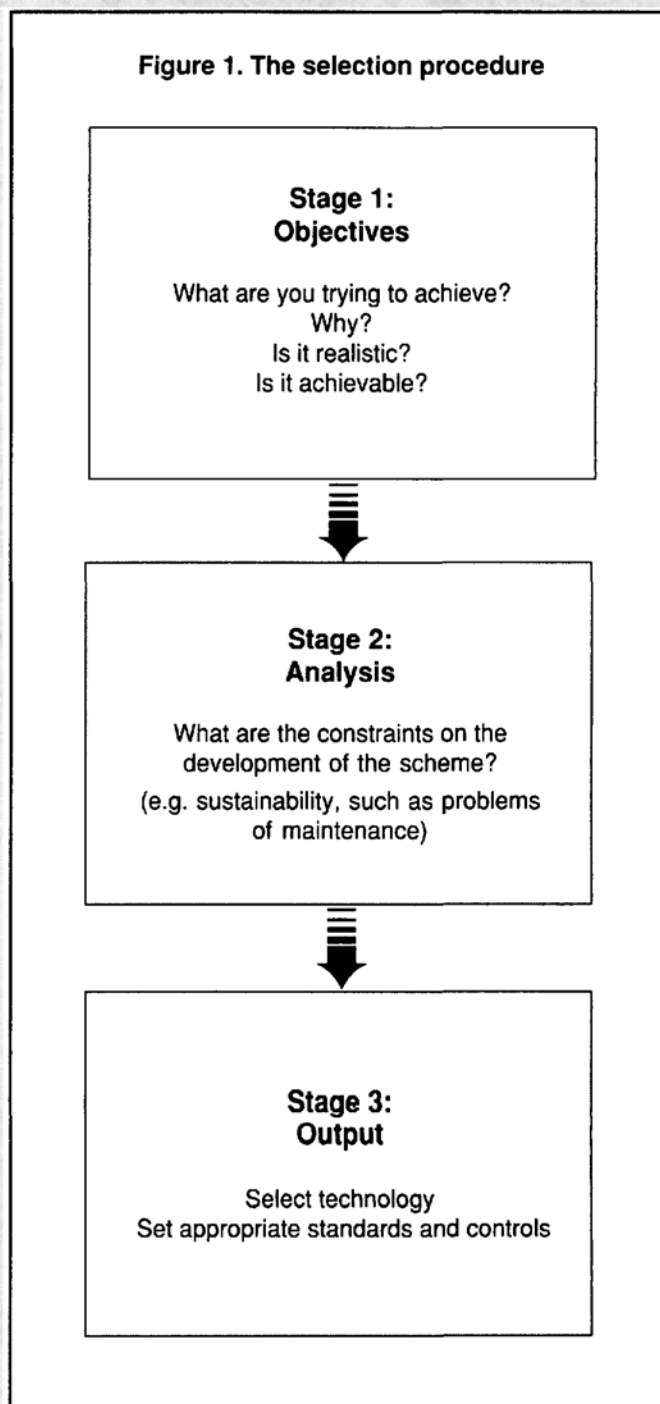 Figure 1. The selection procedure
Stage 1:
Objectives
What are you trying to achieve?
Why?
Is it realistic?
Is it achievable?
Stage 2:
Analysis
What are the constraints on the
development of the scheme?
(e.g. sustainability, such as problems
of maintenance)
Stage 3:
Output
Select technology
Set appropriate standards and controls